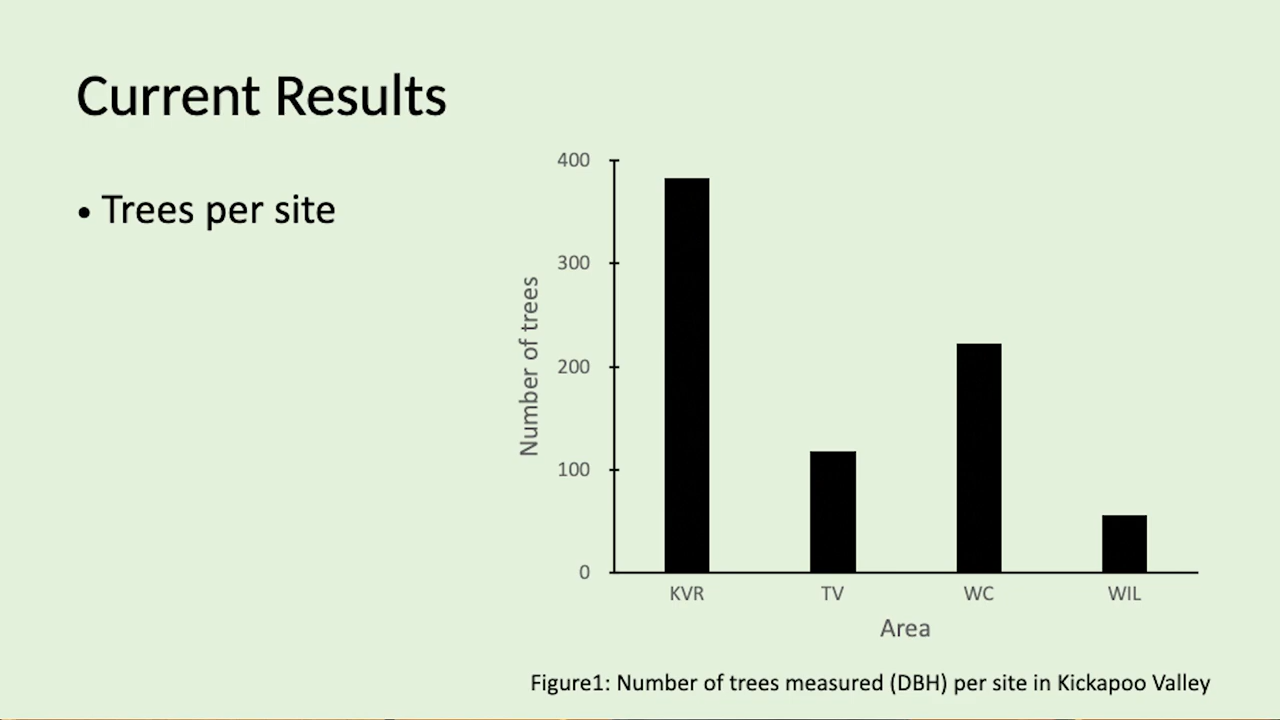 Current Results
• Trees per site
400
300
200
100
0
Number of trees
KVR TV WC WIL
Area
Figure1: Number of trees measured (DBH) per site in Kickapoo Valley